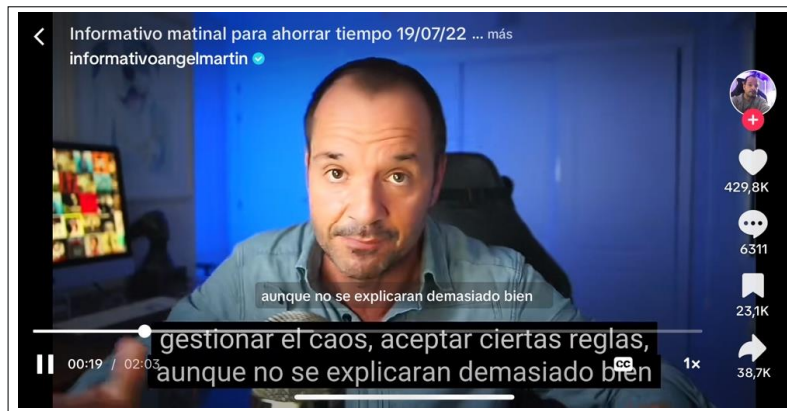 Informativo matinal para ahorrar tiempo 19/07/22 ... más
informativoangelmartin
429,8K
6311
23,1K
38,7K
aunque no se explicaran demasiado bien
gestionar el caos, aceptar ciertas reglas,
aunque no se explicaran demasiado bien
00:19 / 02:03
CC
1x